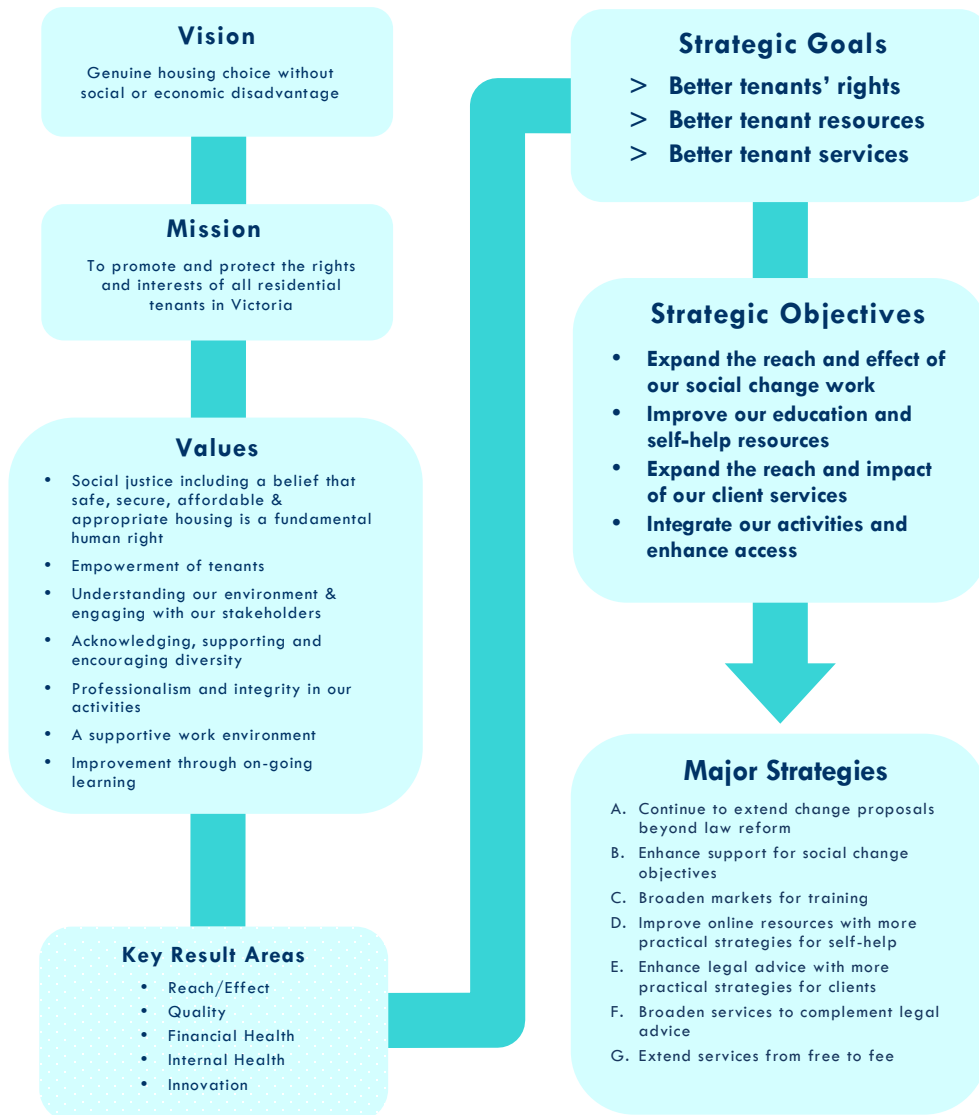 Vision
Genuine housing choice without
social or economic disadvantage
Mission
To promote and protect the rights
and interests of all residential
tenants in Victoria
Values
• Social justice including a belief that
safe, secure, affordable &
appropriate housing is a fundamental
human right
• Empowerment of tenants
• Understanding our environment &
engaging with our stakeholders
• Acknowledging, supporting and
encouraging diversity
• Professionalism and integrity in our
activities
• A supportive work environment
• Improvement through on-going
learning
Key Result Areas
• Reach/Effect
• Quality
• Financial Health
• Internal Health
• Innovation
Strategic Goals
> Better tenants' rights
> Better tenant resources
> Better tenant services
Strategic Objectives
• Expand the reach and effect of
our social change work
• Improve our education and
self-help resources
• Expand the reach and impact
of our client services
• Integrate our activities and
enhance access
Major Strategies
A. Continue to extend change proposals
beyond law reform
B. Enhance support for social change
objectives
C. Broaden markets for training
D. Improve online resources with more
practical strategies for self-help
E. Enhance legal advice with more
practical strategies for clients
F. Broaden services to complement legal
advice
G. Extend services from free to fee